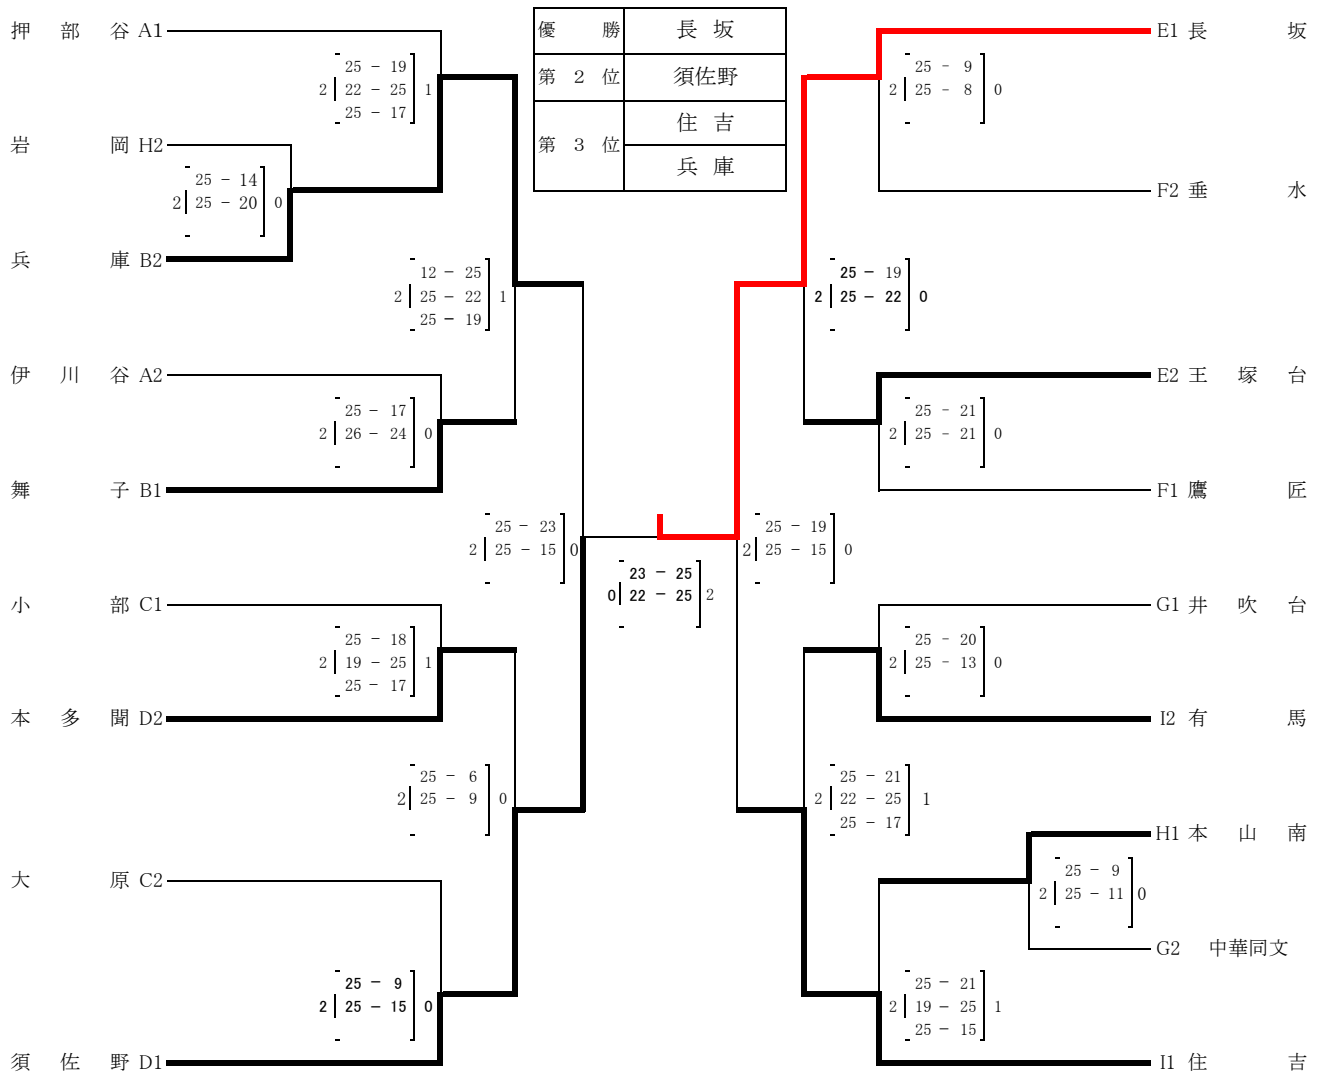 優 勝 長 坂
第 2 位 須佐野
第 3 位 住 吉
兵 庫
押 部 谷 A1
25 - 19
2 22 - 25 1
25 - 17
岩 岡 H2
25 - 14
2 25 - 20 0
兵 庫 B2
12 - 25
2 25 - 22 1
25 - 19
伊 川 谷 A2
25 - 17
2 26 - 24 0
舞 子 B1
25 - 23
2 25 - 15 0
小 部 C1
25 - 18
2 19 - 25 1
25 - 17
本 多 聞 D2
25 - 6
2 25 - 9 0
大 原 C2
25 - 9
2 25 - 15 0
須 佐 野 D1
23 - 25
0 22 - 25 2
E1 長 坂
25 - 9
2 25 - 8 0
F2 垂 水
25 - 19
2 25 - 22 0
E2 王 塚 台
25 - 21
2 25 - 21 0
F1 鷹 匠
25 - 19
2 25 - 15 0
G1 井 吹 台
25 - 20
2 25 - 13 0
I2 有 馬
25 - 21
2 22 - 25 1
25 - 17
H1 本 山 南
25 - 9
2 25 - 11 0
G2 中華同文
25 - 21
2 19 - 25 1
25 - 15
I1 住 吉